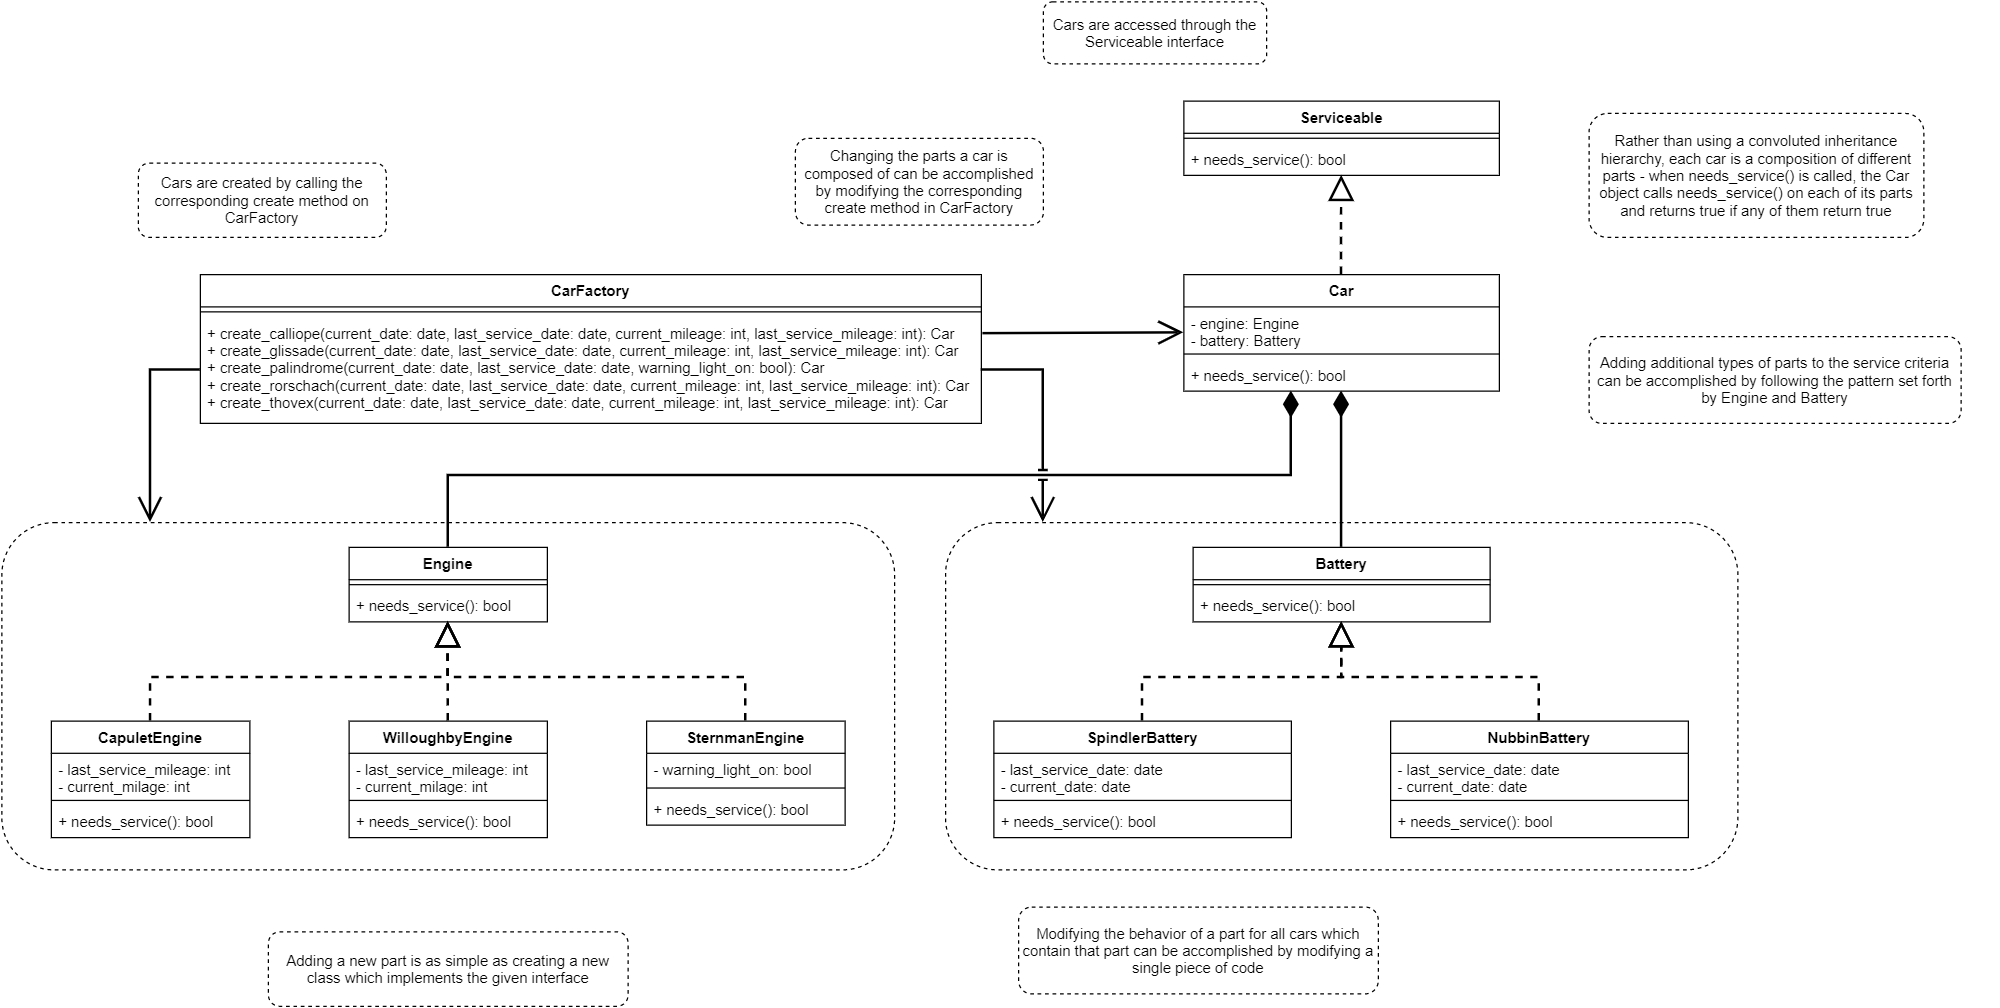 Cars are accessed through the
Serviceable interface
Serviceable
+ needs_service(): bool
Rather than using a convoluted inheritance
hierarchy, each car is a composition of different
parts - when needs_service() is called, the Car
object calls needs_service() on each of its parts
and returns true if any of them return true
Changing the parts a car is
composed of can be accomplished
by modifying the corresponding
create method in CarFactory
Cars are created by calling the
corresponding create method on
CarFactory
CarFactory
+ create_calliope(current_date: date, last_service_date: date, current_mileage: int, last_service_mileage: int): Car
+ create_glissade(current_date: date, last_service_date: date, current_mileage: int, last_service_mileage: int): Car
+ create_palindrome(current_date: date, last_service_date: date, warning_light_on: bool): Car
+ create_rorschach(current_date: date, last_service_date: date, current_mileage: int, last_service_mileage: int): Car
+ create_thovex(current_date: date, last_service_date: date, current_mileage: int, last_service_mileage: int): Car
Car
- engine: Engine
- battery: Battery
+ needs_service(): bool
Adding additional types of parts to the service criteria
can be accomplished by following the pattern set forth
by Engine and Battery
Engine
+ needs_service(): bool
Battery
+ needs_service(): bool
CapuletEngine
- last_service_mileage: int
- current_milage: int
+ needs_service(): bool
WilloughbyEngine
- last_service_mileage: int
- current_milage: int
+ needs_service(): bool
SternmanEngine
- warning_light_on: bool
+ needs_service(): bool
SpindlerBattery
- last_service_date: date
- current_date: date
+ needs_service(): bool
NubbinBattery
- last_service_date: date
- current_date: date
+ needs_service(): bool
Adding a new part is as simple as creating a new
class which implements the given interface
Modifying the behavior of a part for all cars which
contain that part can be accomplished by modifying a
single piece of code